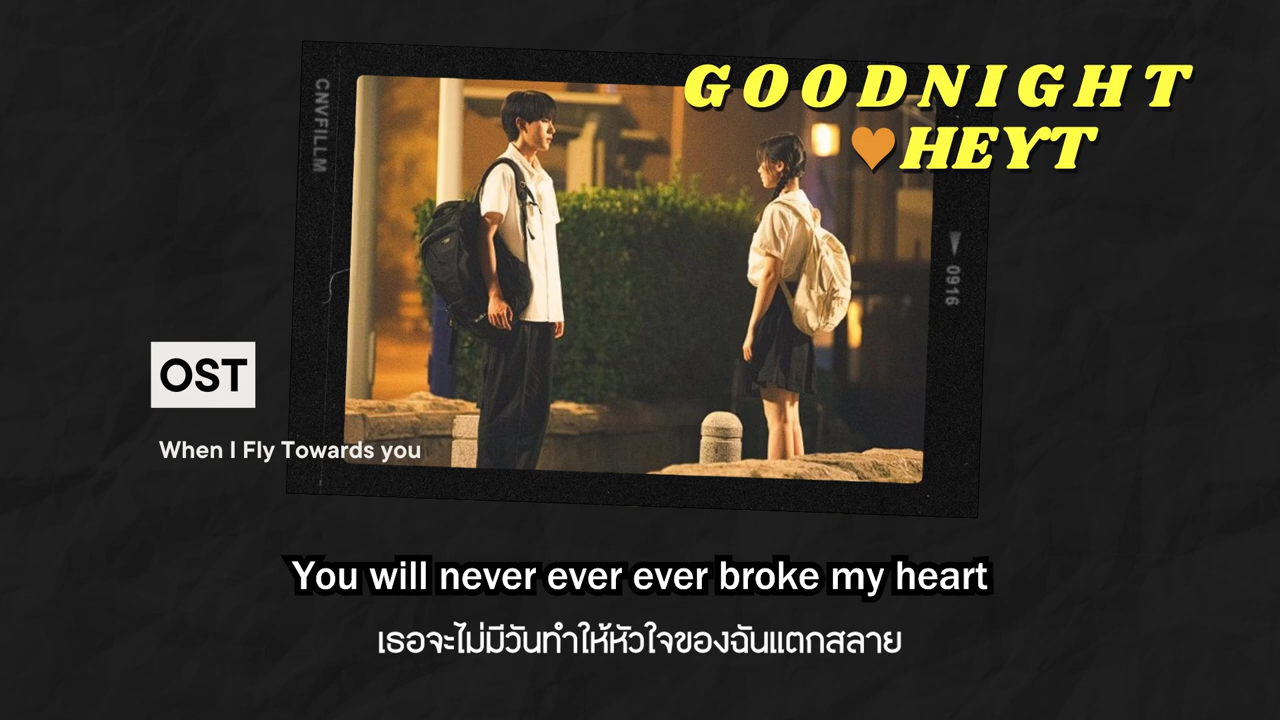 CNVFILLM
GOODNIGHT
🧡HEYT
0916
OST
When I Fly Towards you
You will never ever ever broke my heart
เธอจะไม่มีวันทำให้หัวใจของฉันแตกสลาย